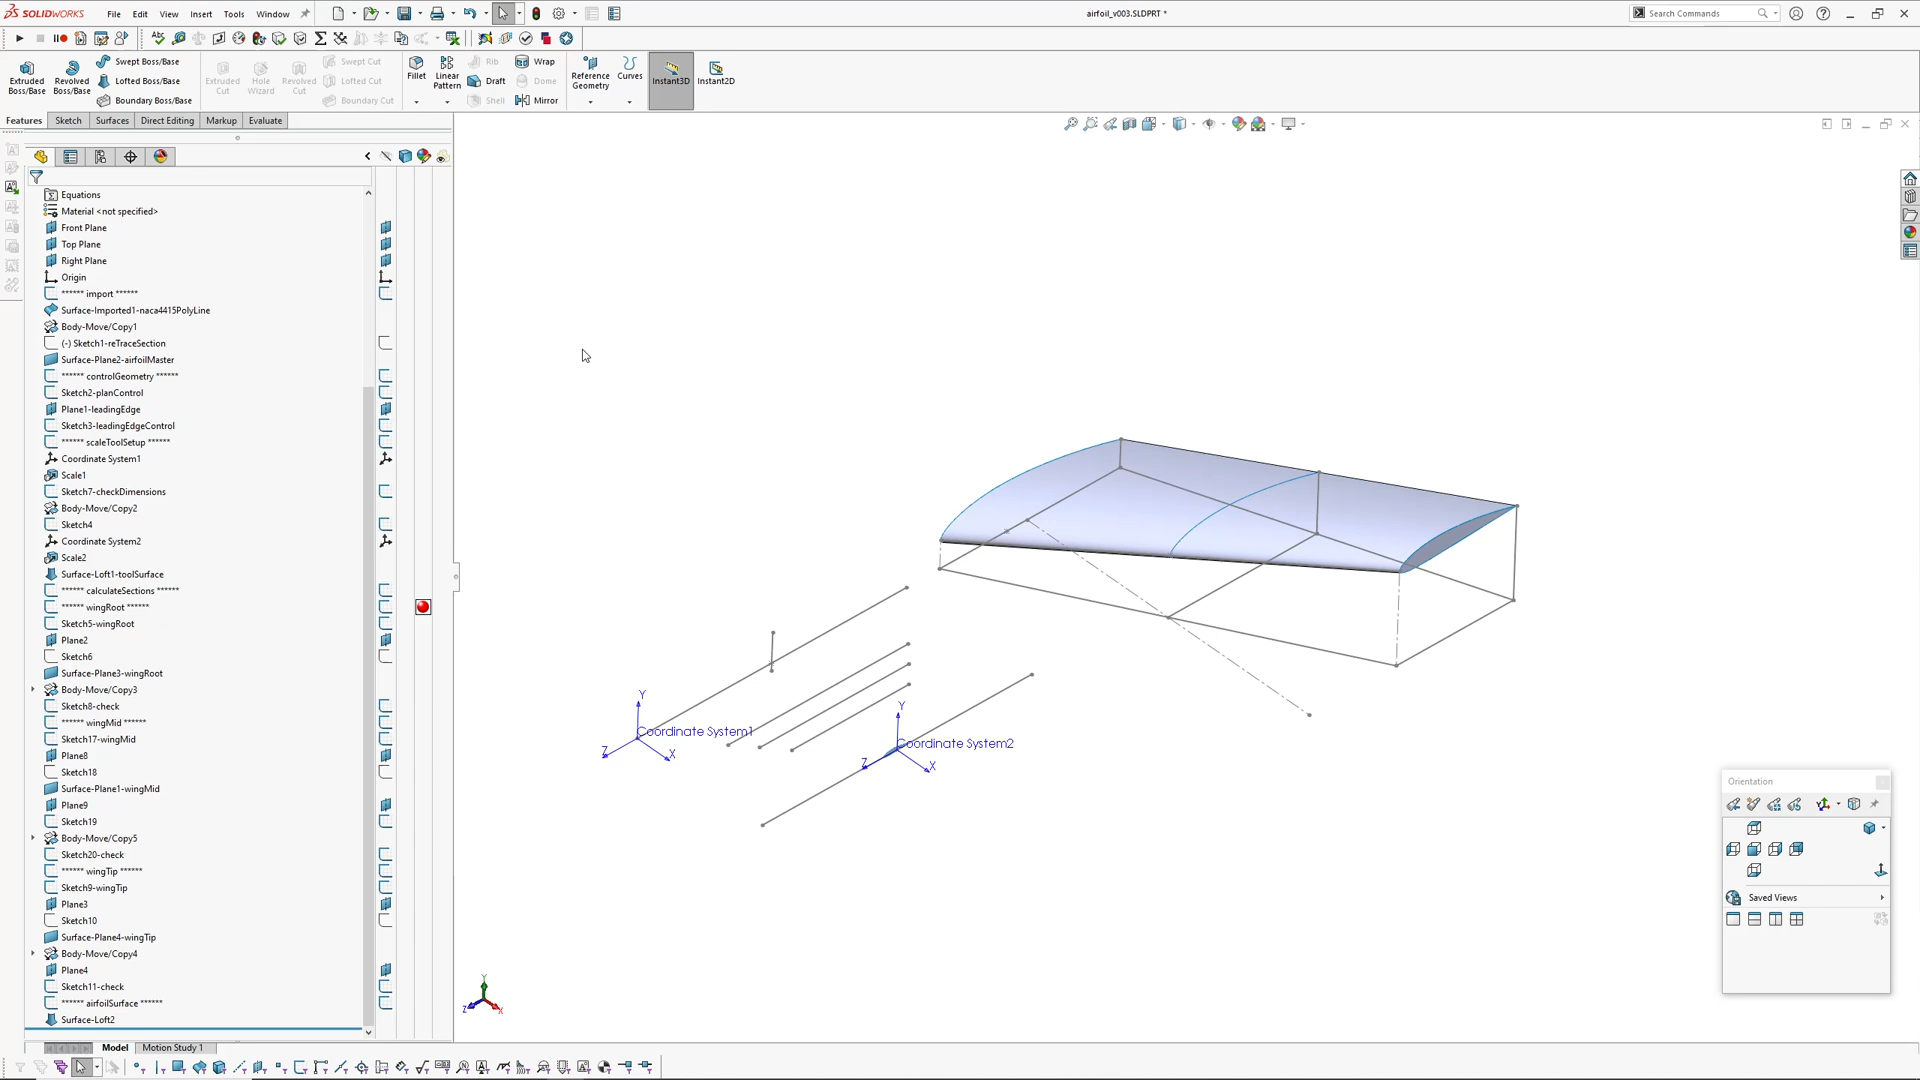 SOLIDWORKS
File Edit View Insert Tools Window
airfoil_v003.SLDPRT *
Search Commands
Extruded Boss/Base
Revolved Boss/Base
Swept Boss/Base
Lofted Boss/Base
Boundary Boss/Base
Extruded Cut
Hole Wizard
Revolved Cut
Swept Cut
Lofted Cut
Boundary Cut
Fillet
Linear Pattern
Rib
Draft
Shell
Wrap
Dome
Mirror
Reference Geometry
Curves
Instant3D
Instant2D
Features Sketch Surfaces Direct Editing Markup Evaluate
Equations
Material <not specified>
Front Plane
Top Plane
Right Plane
Origin
****** import ******
Surface-Imported1-naca4415PolyLine
Body-Move/Copy1
(-) Sketch1-reTraceSection
Surface-Plane2-airfoilMaster
****** controlGeometry ******
Sketch2-planControl
Plane1-leadingEdge
Sketch3-leadingEdgeControl
****** scaleToolSetup ******
Coordinate System1
Scale1
Sketch7-checkDimensions
Body-Move/Copy2
Sketch4
Coordinate System2
Scale2
Surface-Loft1-toolSurface
****** calculateSections ******
****** wingRoot ******
Sketch5-wingRoot
Plane2
Sketch6
Surface-Plane3-wingRoot
Body-Move/Copy3
Sketch8-check
****** wingMid ******
Sketch17-wingMid
Plane8
Sketch18
Surface-Plane1-wingMid
Plane9
Sketch19
Body-Move/Copy5
Sketch20-check
****** wingTip ******
Sketch9-wingTip
Plane3
Sketch10
Surface-Plane4-wingTip
Body-Move/Copy4
Plane4
Sketch11-check
****** airfoilSurface ******
Surface-Loft2
Y
Coordinate System1
Z
X
Y
Coordinate System2
Z
X
Y
Z
X
Orientation
Saved Views
Model Motion Study 1